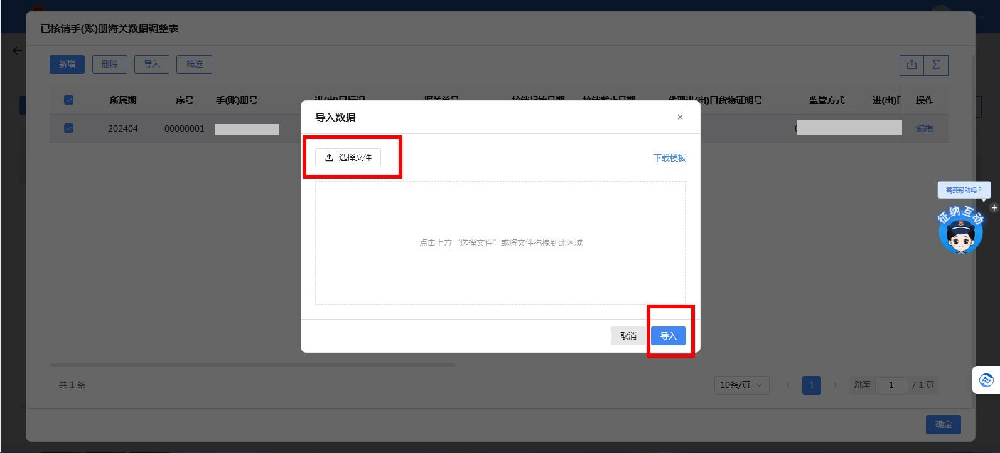 已核销手(账)册海关数据调整表
新增 删除 导入 筛选
所属期 序号 手(账)册号 进(出)口标识 报关单号 核销起始日期 核销截止日期 代理进(出)口货物证明号 监管方式 进(出)口 操作
202404 00000001 编辑
导入数据
选择文件 下载模板
点击上方“选择文件”或将文件拖拽到此区域
取消 导入
需要帮助吗？
征纳互动
共 1 条 10条/页 1 跳至 1 / 1 页
确定